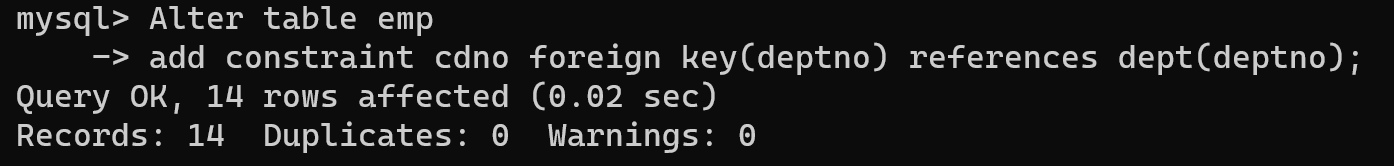 mysql> Alter table emp
    -> add constraint cdno foreign key(deptno) references dept(deptno);
Query OK, 14 rows affected (0.02 sec)
Records: 14  Duplicates: 0  Warnings: 0